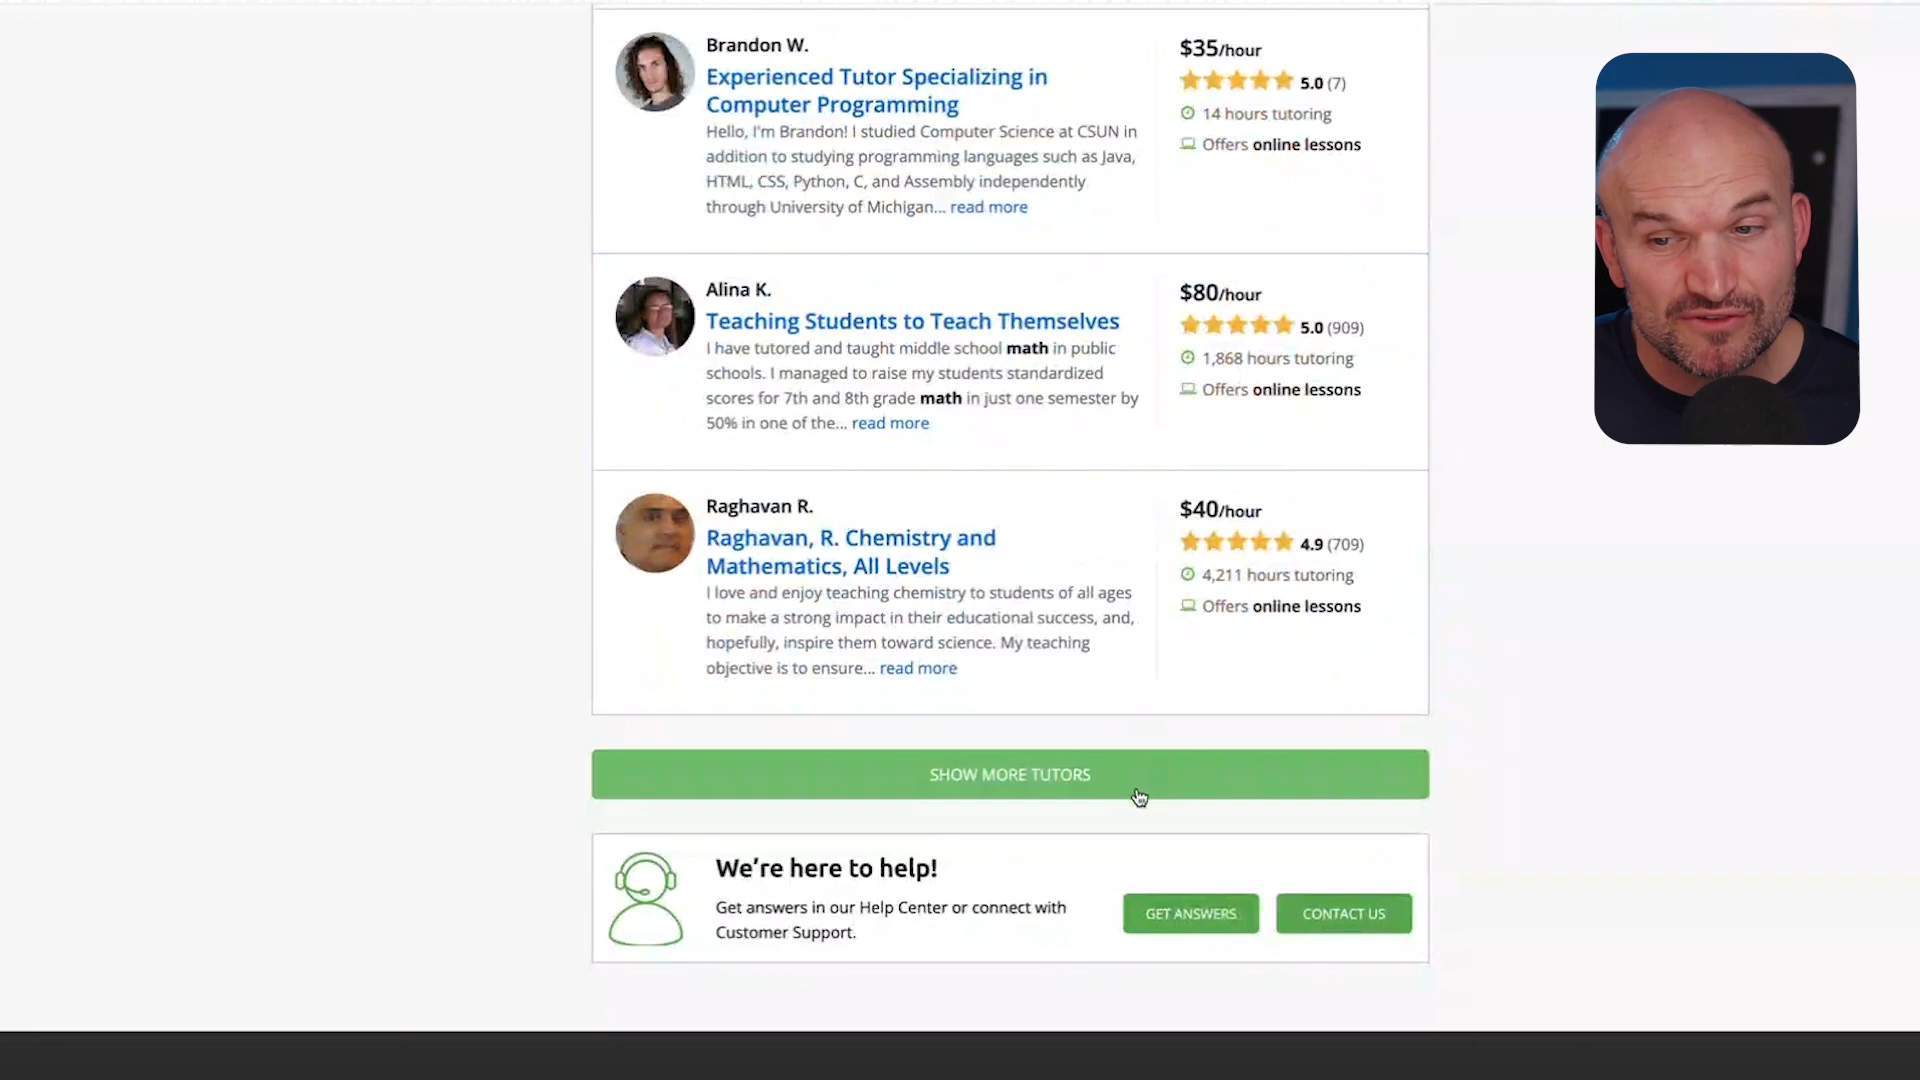 Brandon W.
Experienced Tutor Specializing in
Computer Programming
Hello, I'm Brandon! I studied Computer Science at CSUN in
addition to studying programming languages such as Java,
HTML, CSS, Python, C, and Assembly independently
through University of Michigan... read more
$35/hour
5.0 (7)
14 hours tutoring
Offers online lessons
Alina K.
Teaching Students to Teach Themselves
I have tutored and taught middle school math in public
schools. I managed to raise my students standardized
scores for 7th and 8th grade math in just one semester by
50% in one of the... read more
$80/hour
5.0 (909)
1,868 hours tutoring
Offers online lessons
Raghavan R.
Raghavan, R. Chemistry and
Mathematics, All Levels
I love and enjoy teaching chemistry to students of all ages
to make a strong impact in their educational success, and,
hopefully, inspire them toward science. My teaching
objective is to ensure... read more
$40/hour
4.9 (709)
4,211 hours tutoring
Offers online lessons
SHOW MORE TUTORS
We're here to help!
Get answers in our Help Center or connect with
Customer Support.
GET ANSWERS
CONTACT US